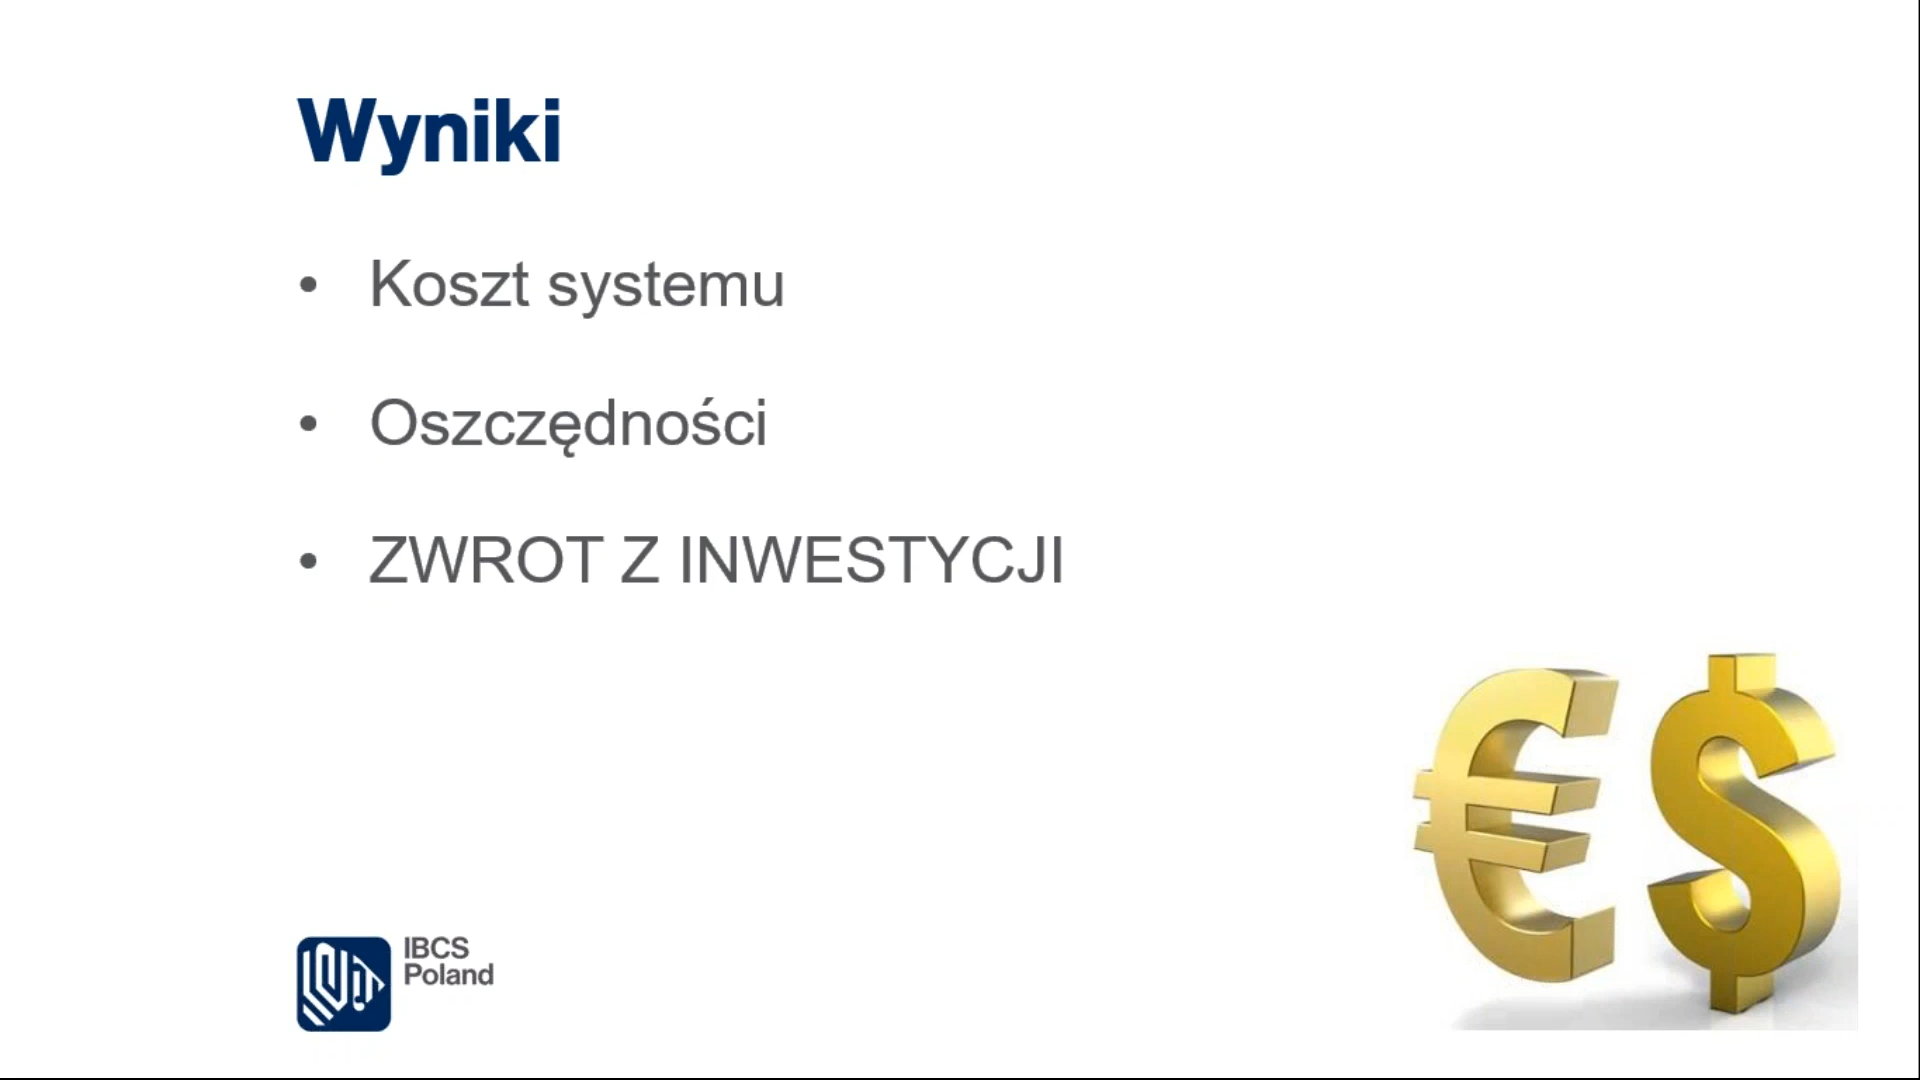 Wyniki
• Koszt systemu
• Oszczędności
• ZWROT Z INWESTYCJI
IBCS
Poland
€$